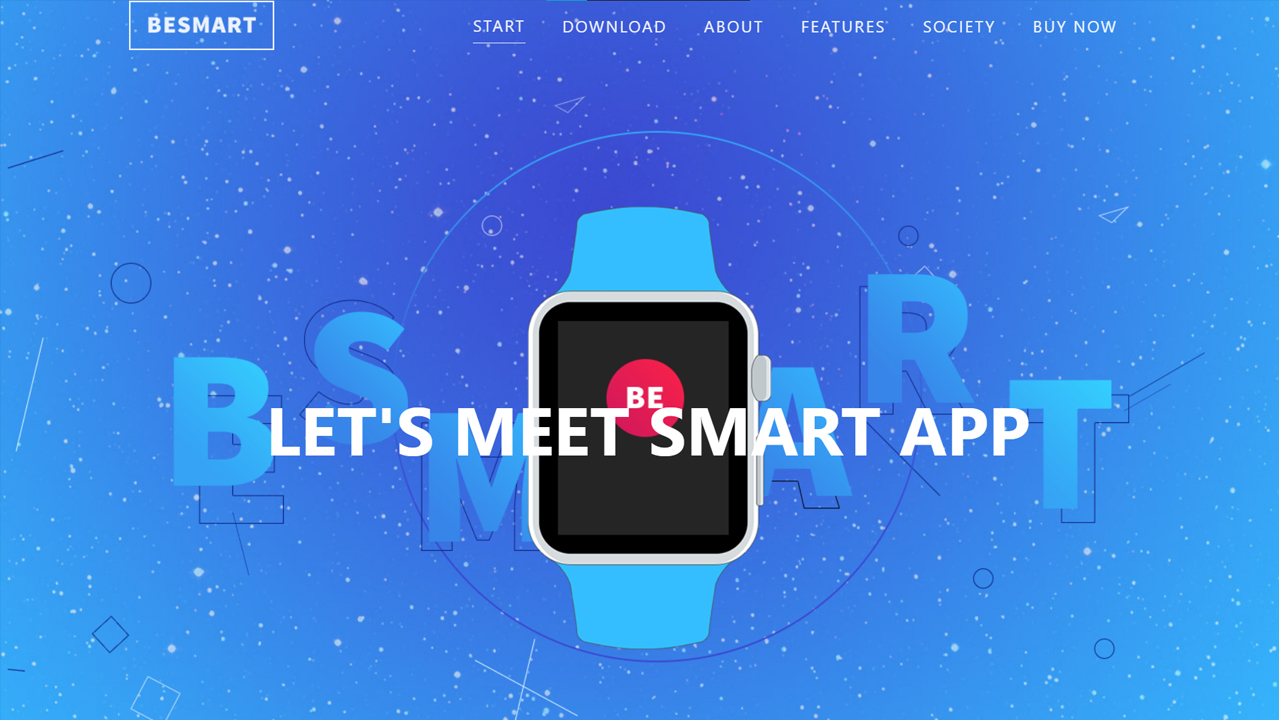 BESMART
START DOWNLOAD ABOUT FEATURES SOCIETY BUY NOW
B S M A R T
BE
LET'S MEET SMART APP